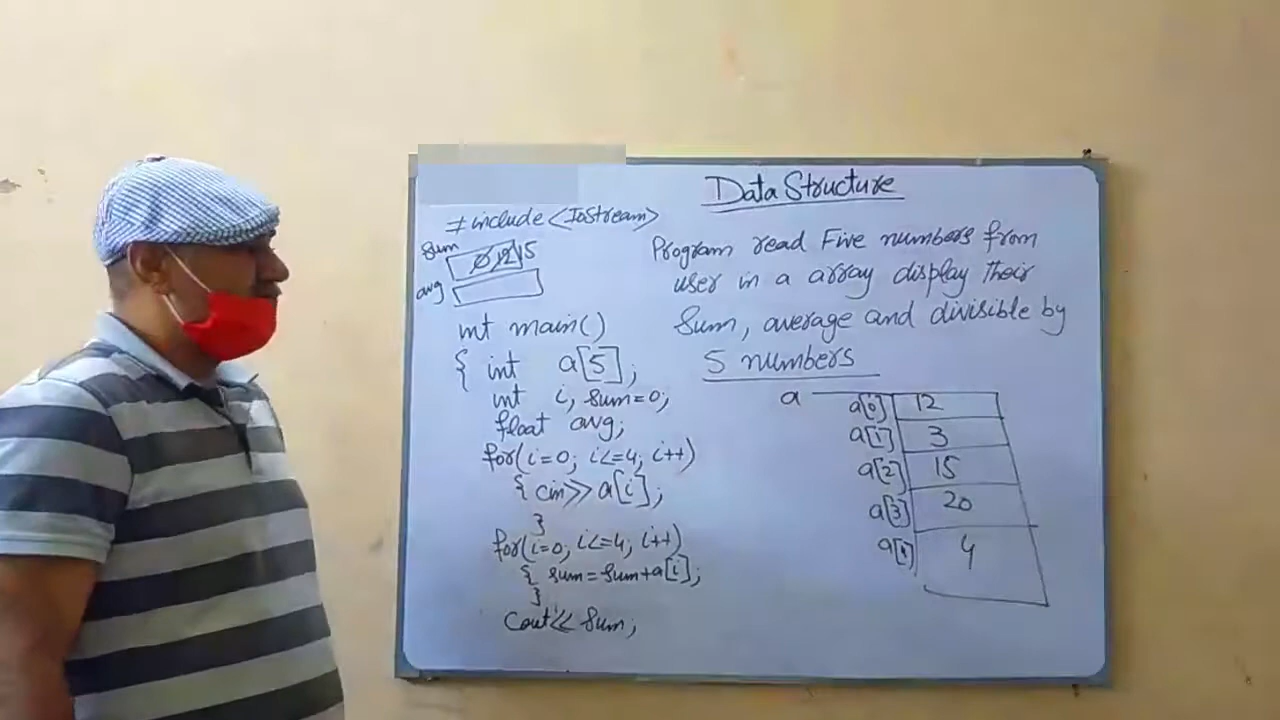 Data Structure
#include <Iostream>
sum 0 12 15
avg
int main()
{ int a[5];
int i, sum=0;
float avg;
for(i=0; i<=4; i++)
{ cin>> a[i];
}
for(i=0; i<=4; i++)
{ sum=sum+a[i];
}
Cout<< sum;
Program read Five numbers from
user in a array display their
Sum, average and divisible by
5 numbers
a
a[0] 12
a[1] 3
a[2] 15
a[3] 20
4